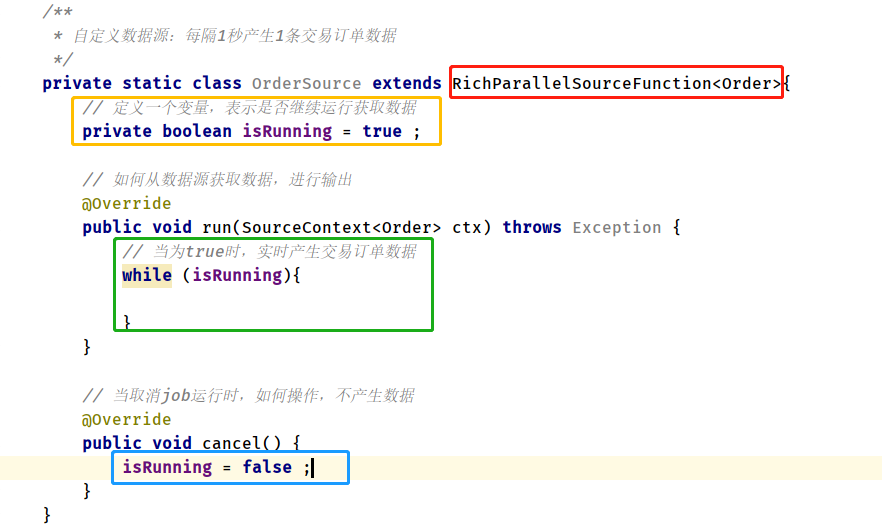 /**
 * 自定义数据源：每隔1秒产生1条交易订单数据
 */
private static class OrderSource extends RichParallelSourceFunction<Order>{
    // 定义一个变量，表示是否继续运行获取数据
    private boolean isRunning = true ;
    // 如何从数据源获取数据，进行输出
    @Override
    public void run(SourceContext<Order> ctx) throws Exception {
        // 当为true时，实时产生交易订单数据
        while (isRunning){
        }
    }
    // 当取消job运行时，如何操作，不产生数据
    @Override
    public void cancel() {
        isRunning = false ;
    }
}